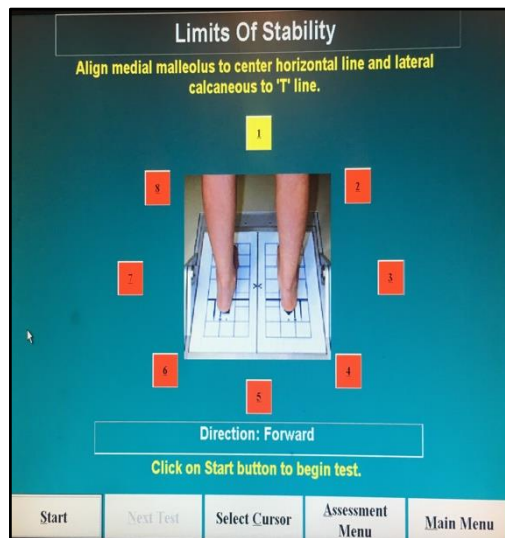 Limits Of Stability
Align medial malleolus to center horizontal line and lateral
calcaneous to 'T' line.
1
8
2
7
3
6
4
5
Direction: Forward
Click on Start button to begin test.
Start
Next Test
Select Cursor
Assessment
Menu
Main Menu